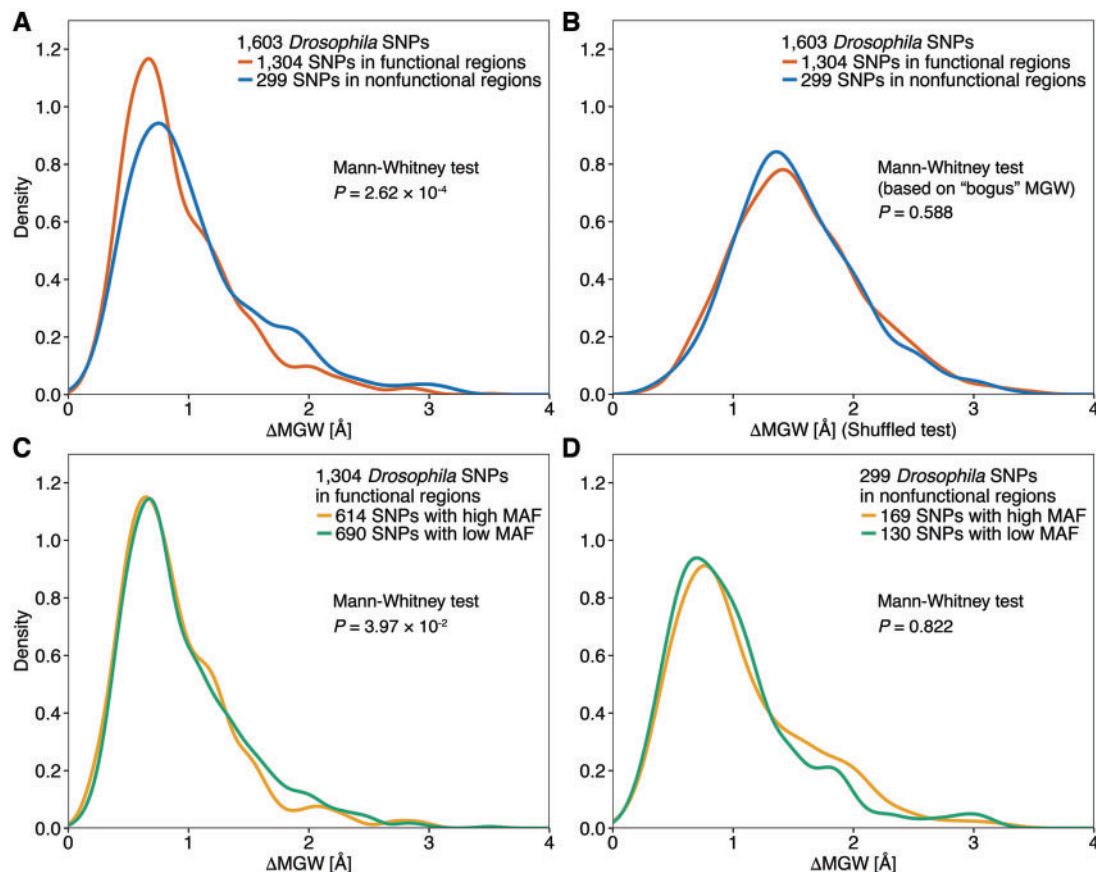 A
1,603 Drosophila SNPs
1,304 SNPs in functional regions
299 SNPs in nonfunctional regions
Mann-Whitney test
P = 2.62 × 10⁻⁴
Density
1.2
1.0
0.8
0.6
0.4
0.2
0.0
0 1 2 3 4
ΔMGW [Å]
B
1,603 Drosophila SNPs
1,304 SNPs in functional regions
299 SNPs in nonfunctional regions
Mann-Whitney test
(based on “bogus” MGW)
P = 0.588
1.2
1.0
0.8
0.6
0.4
0.2
0.0
0 1 2 3 4
ΔMGW [Å] (Shuffled test)
C
1,304 Drosophila SNPs
in functional regions
614 SNPs with high MAF
690 SNPs with low MAF
Mann-Whitney test
P = 3.97 × 10⁻²
Density
1.2
1.0
0.8
0.6
0.4
0.2
0.0
0 1 2 3 4
ΔMGW [Å]
D
299 Drosophila SNPs
in nonfunctional regions
169 SNPs with high MAF
130 SNPs with low MAF
Mann-Whitney test
P = 0.822
1.2
1.0
0.8
0.6
0.4
0.2
0.0
0 1 2 3 4
ΔMGW [Å]